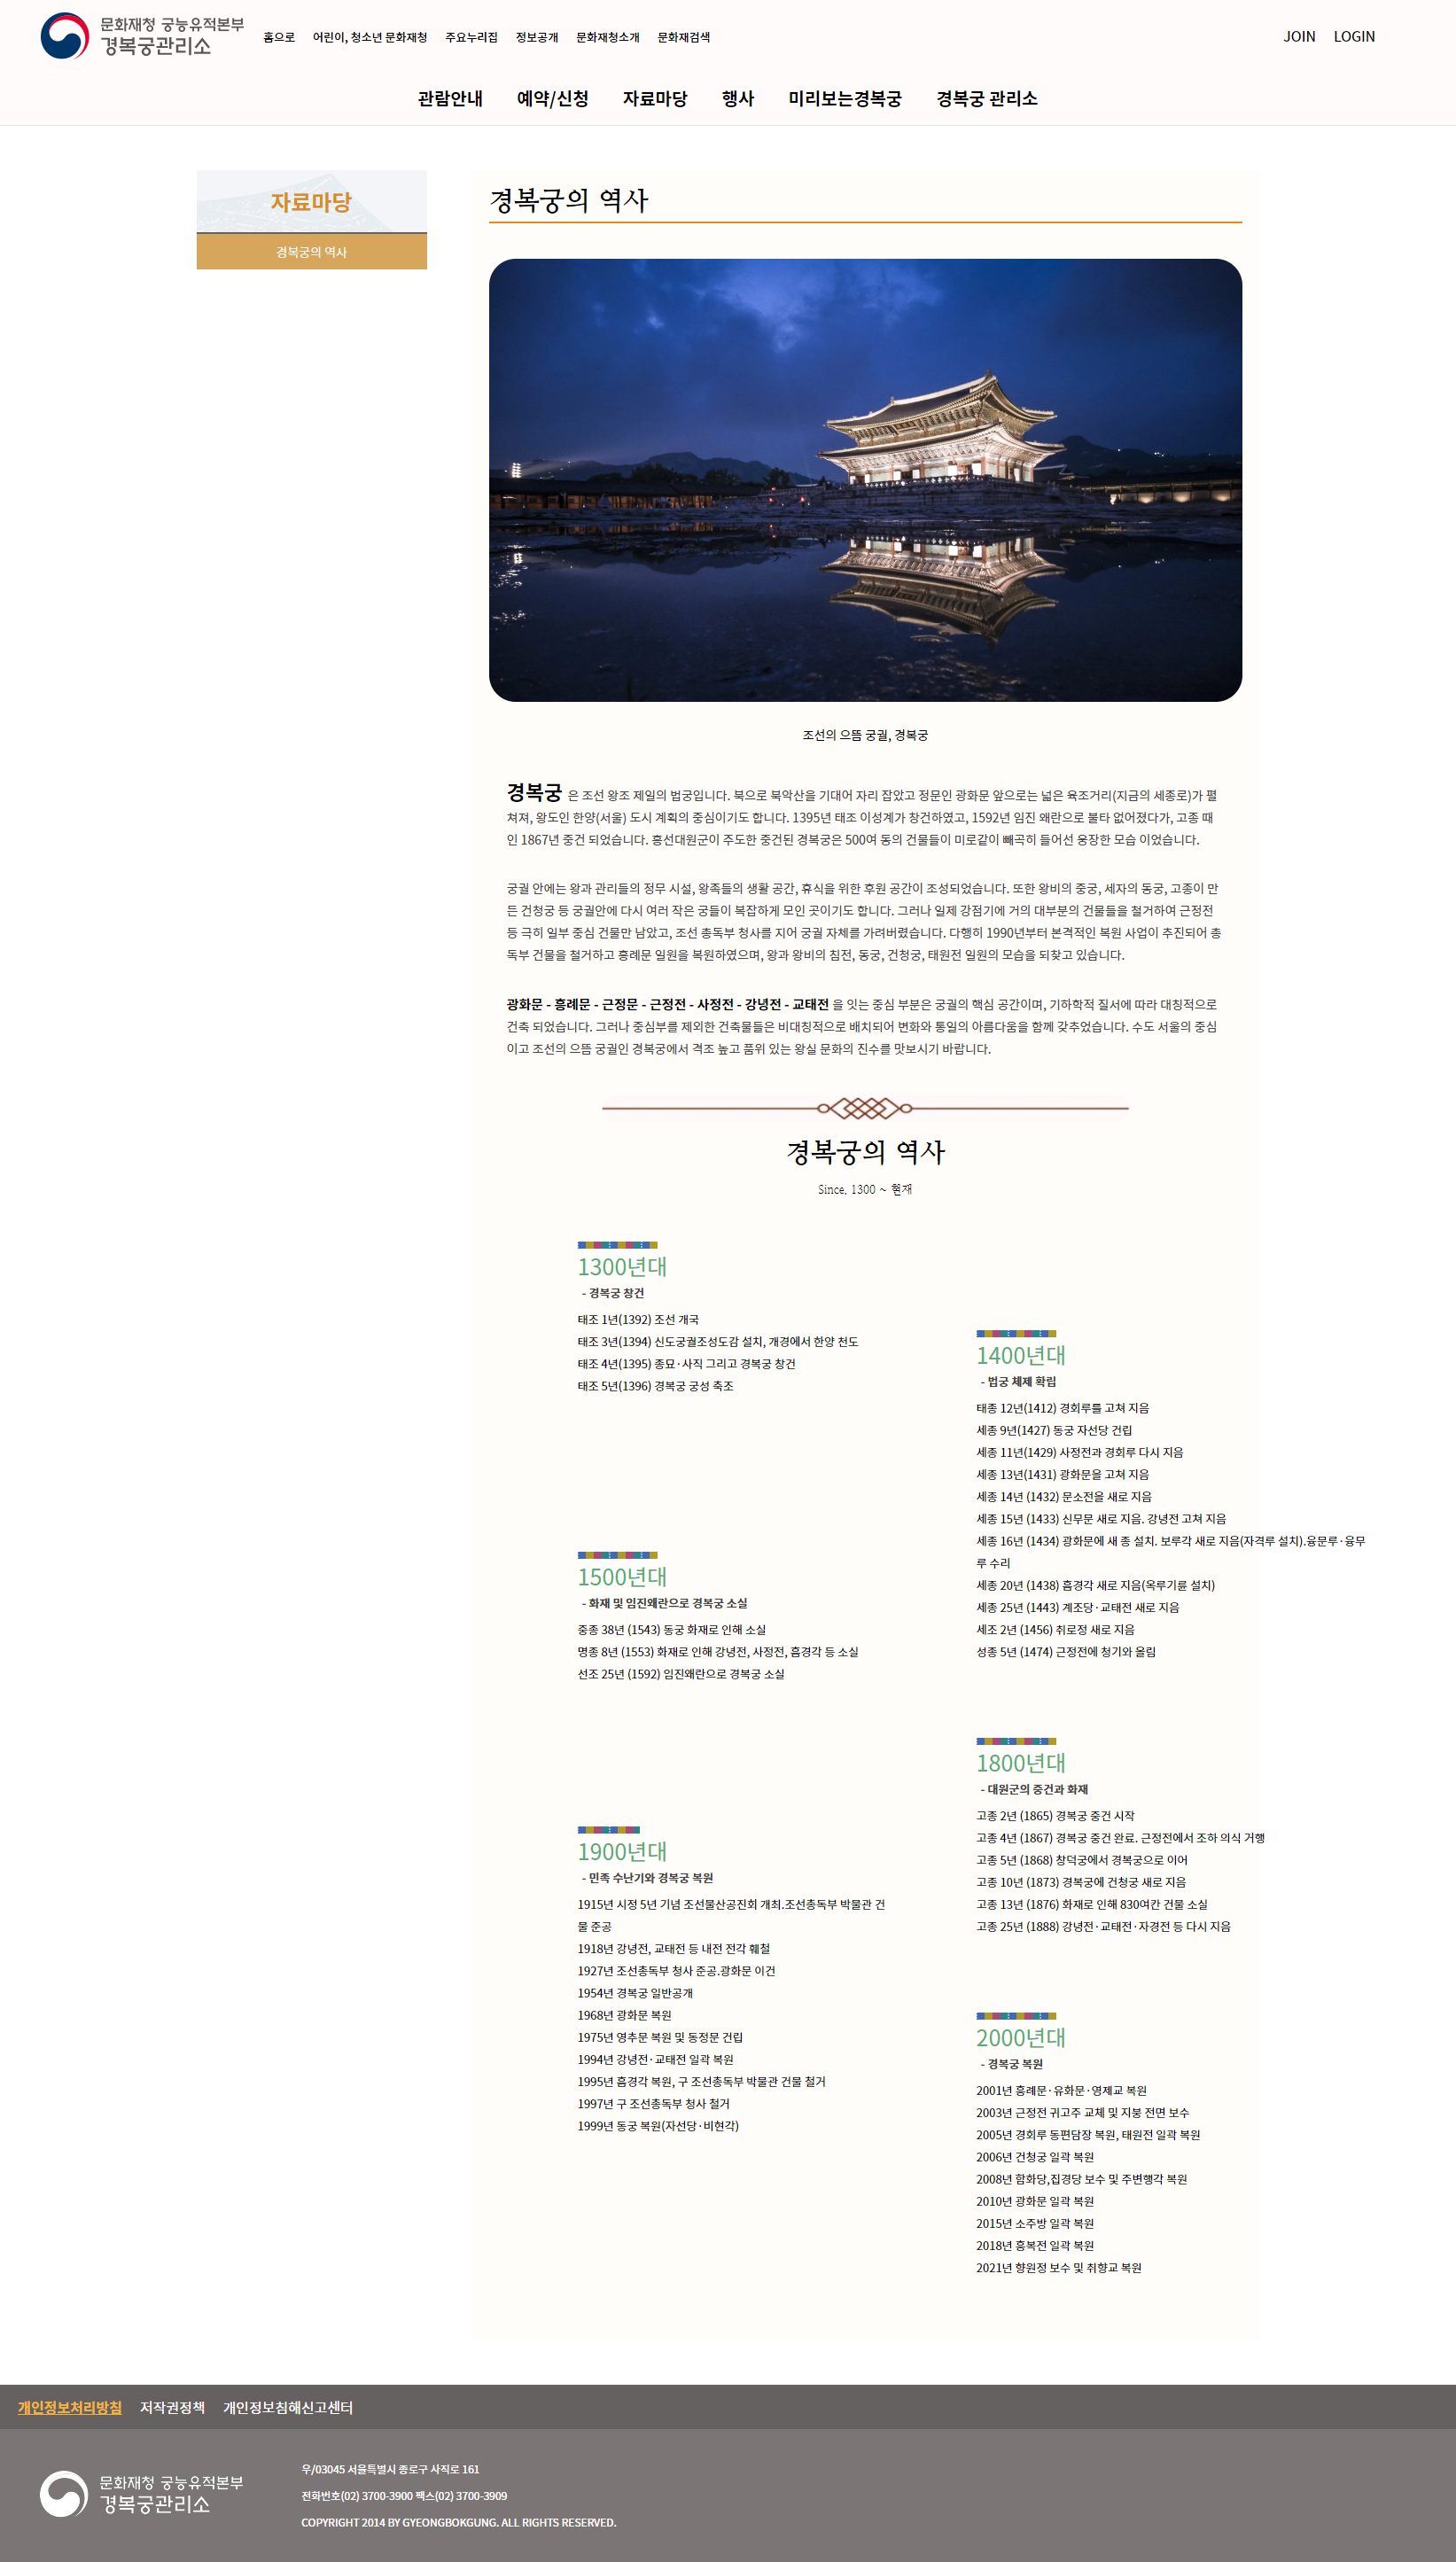 문화재청 궁능유적본부
경복궁관리소
홈으로 어린이, 청소년 문화재청 주요누리집 정보공개 문화재청소개 문화재검색
JOIN LOGIN
관람안내 예약/신청 자료마당 행사 미리보는경복궁 경복궁 관리소
자료마당
경복궁의 역사
경복궁의 역사
조선의 으뜸 궁궐, 경복궁
경복궁 은 조선 왕조 제일의 법궁입니다. 북으로 북악산을 기대어 자리 잡았고 정문인 광화문 앞으로는 넓은 육조거리(지금의 세종로)가 펼
쳐져, 왕도인 한양(서울) 도시 계획의 중심이기도 합니다. 1395년 태조 이성계가 창건하였고, 1592년 임진 왜란으로 불타 없어졌다가, 고종 때
인 1867년 중건 되었습니다. 흥선대원군이 주도한 중건된 경복궁은 500여 동의 건물들이 미로같이 빼곡히 들어선 웅장한 모습 이었습니다.
궁궐 안에는 왕과 관리들의 정무 시설, 왕족들의 생활 공간, 휴식을 위한 후원 공간이 조성되었습니다. 또한 왕비의 중궁, 세자의 동궁, 고종이 만
든 건청궁 등 궁궐안에 다시 여러 작은 궁들이 복잡하게 모인 곳이기도 합니다. 그러나 일제 강점기에 거의 대부분의 건물들을 철거하여 근정전
등 극히 일부 중심 건물만 남았고, 조선 총독부 청사를 지어 궁궐 자체를 가려버렸습니다. 다행히 1990년부터 본격적인 복원 사업이 추진되어 총
독부 건물을 철거하고 흥례문 일원을 복원하였으며, 왕과 왕비의 침전, 동궁, 건청궁, 태원전 일원의 모습을 되찾고 있습니다.
광화문 - 흥례문 - 근정문 - 근정전 - 사정전 - 강녕전 - 교태전 을 잇는 중심 부분은 궁궐의 핵심 공간이며, 기하학적 질서에 따라 대칭적으로
건축 되었습니다. 그러나 중심부를 제외한 건축물들은 비대칭적으로 배치되어 변화와 통일의 아름다움을 함께 갖추었습니다. 수도 서울의 중심
이고 조선의 으뜸 궁궐인 경복궁에서 격조 높고 품위 있는 왕실 문화의 진수를 맛보시기 바랍니다.
경복궁의 역사
Since, 1300 ~ 현재
1300년대
- 경복궁 창건
태조 1년(1392) 조선 개국
태조 3년(1394) 신도궁궐조성도감 설치, 개경에서 한양 천도
태조 4년(1395) 종묘·사직 그리고 경복궁 창건
태조 5년(1396) 경복궁 궁성 축조
1400년대
- 법궁 체제 확립
태종 12년(1412) 경회루를 고쳐 지음
세종 9년(1427) 동궁 자선당 건립
세종 11년(1429) 사정전과 경회루 다시 지음
세종 13년(1431) 광화문을 고쳐 지음
세종 14년 (1432) 문소전을 새로 지음
세종 15년 (1433) 신무문 새로 지음. 강녕전 고쳐 지음
세종 16년 (1434) 광화문에 새 종 설치. 보루각 새로 지음(자격루 설치).융문루·융무
루 수리
세종 20년 (1438) 흠경각 새로 지음(옥루기륜 설치)
세종 25년 (1443) 계조당·교태전 새로 지음
세조 2년 (1456) 취로정 새로 지음
성종 5년 (1474) 근정전에 청기와 올림
1500년대
- 화재 및 임진왜란으로 경복궁 소실
중종 38년 (1543) 동궁 화재로 인해 소실
명종 8년 (1553) 화재로 인해 강녕전, 사정전, 흠경각 등 소실
선조 25년 (1592) 임진왜란으로 경복궁 소실
1800년대
- 대원군의 중건과 화재
고종 2년 (1865) 경복궁 중건 시작
고종 4년 (1867) 경복궁 중건 완료. 근정전에서 조하 의식 거행
고종 5년 (1868) 창덕궁에서 경복궁으로 이어
고종 10년 (1873) 경복궁에 건청궁 새로 지음
고종 13년 (1876) 화재로 인해 830여칸 건물 소실
고종 25년 (1888) 강녕전·교태전·자경전 등 다시 지음
1900년대
- 민족 수난기와 경복궁 복원
1915년 시정 5년 기념 조선물산공진회 개최.조선총독부 박물관 건
물 준공
1918년 강녕전, 교태전 등 내전 전각 훼철
1927년 조선총독부 청사 준공.광화문 이건
1954년 경복궁 일반공개
1968년 광화문 복원
1975년 영추문 복원 및 동정문 건립
1994년 강녕전·교태전 일곽 복원
1995년 흠경각 복원, 구 조선총독부 박물관 건물 철거
1997년 구 조선총독부 청사 철거
1999년 동궁 복원(자선당·비현각)
2000년대
- 경복궁 복원
2001년 흥례문·유화문·영제교 복원
2003년 근정전 귀고주 교체 및 지붕 전면 보수
2005년 경회루 동편담장 복원, 태원전 일곽 복원
2006년 건청궁 일곽 복원
2008년 함화당,집경당 보수 및 주변행각 복원
2010년 광화문 일곽 복원
2015년 소주방 일곽 복원
2018년 흥복전 일곽 복원
2021년 향원정 보수 및 취향교 복원
개인정보처리방침 저작권정책 개인정보침해신고센터
문화재청 궁능유적본부
경복궁관리소
우/03045 서울특별시 종로구 사직로 161
전화번호(02) 3700-3900 팩스(02) 3700-3909
COPYRIGHT 2014 BY GYEONGBOKGUNG. ALL RIGHTS RESERVED.